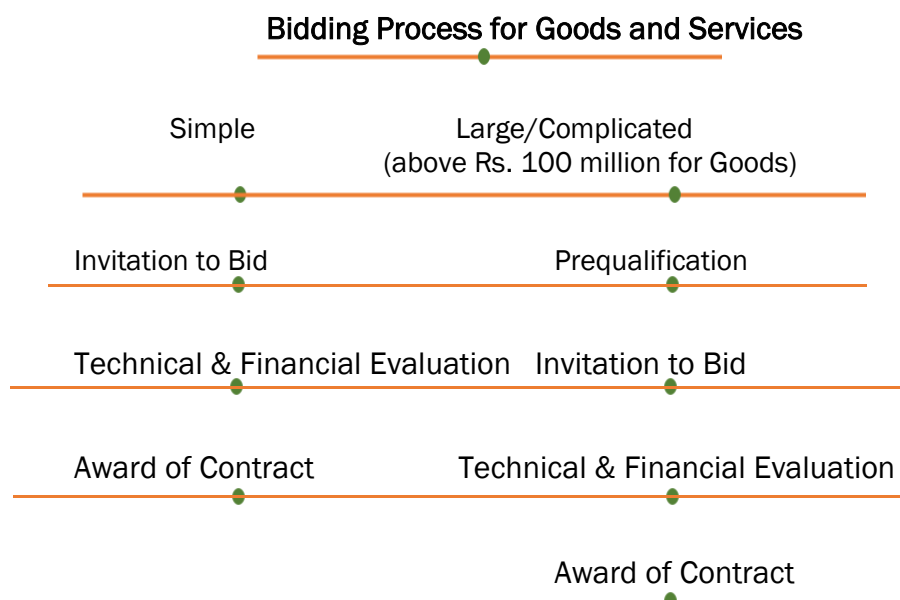 Bidding Process for Goods and Services
Simple
Large/Complicated
(above Rs. 100 million for Goods)
Invitation to Bid
Prequalification
Technical & Financial Evaluation
Invitation to Bid
Award of Contract
Technical & Financial Evaluation
Award of Contract